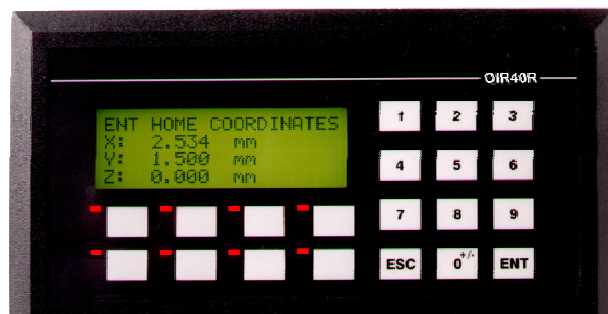 OIR40R
ENT HOME COORDINATES
X: 2.534 mm
Y: 1.500 mm
Z: 0.000 mm
1 2 3
4 5 6
7 8 9
ESC 0+/- ENT